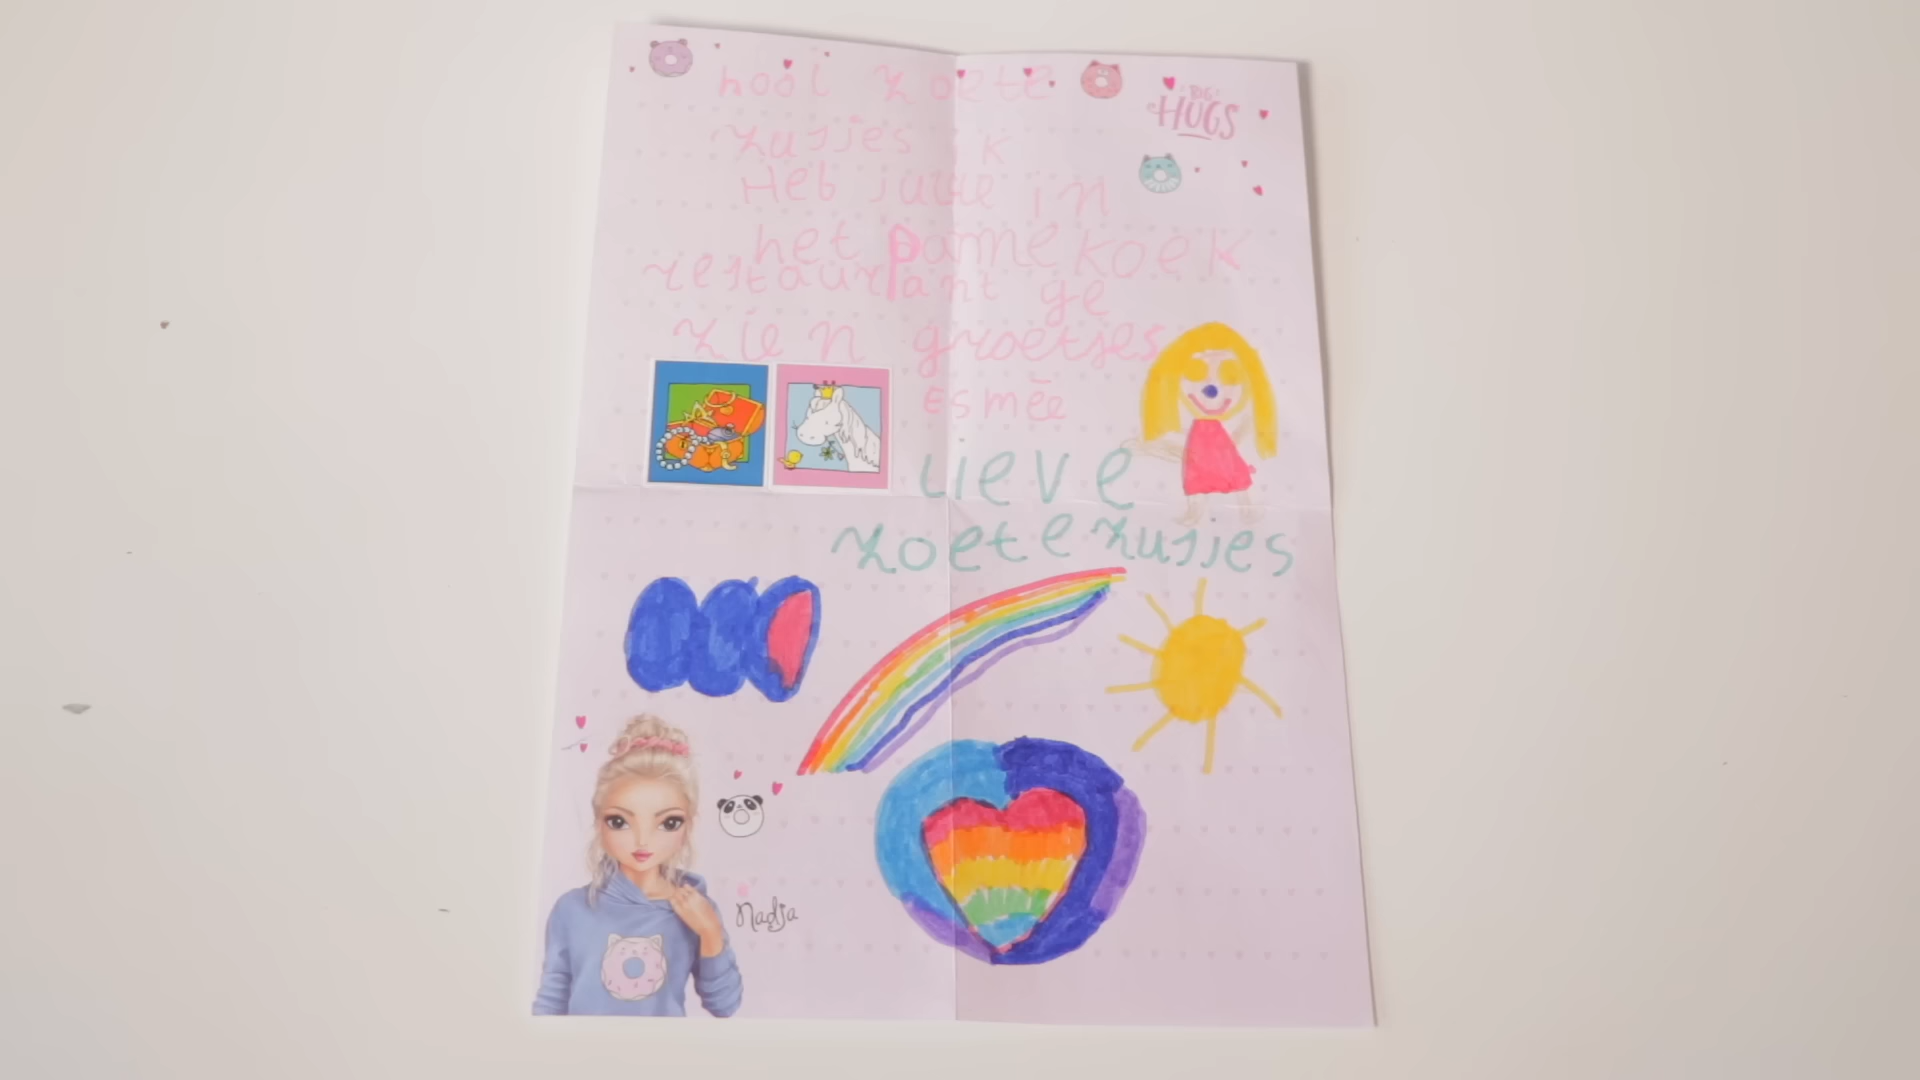 hooi zoete
BIG
HUGS
zusjes ik
Heb jullie in
het pannekoek
restaurant ge
zien groetjes
esmée
Lieve
zoete zusjes
Nadja